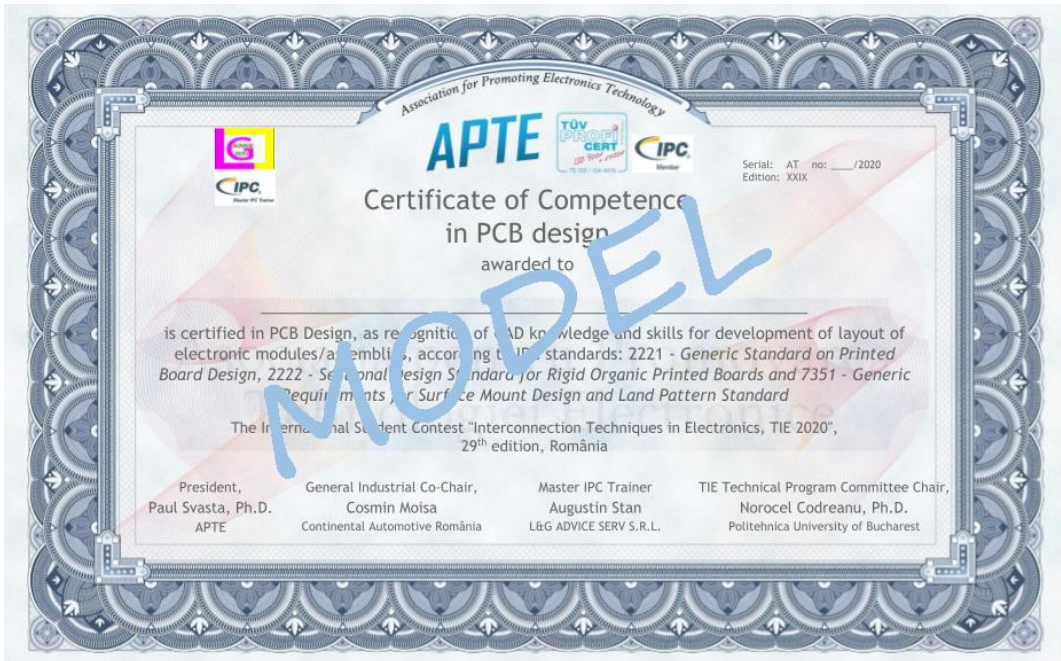 Association for Promoting Electronics Technology
APTE
TÜV
PROFI
CERT
IPC
Member
IPC
Master IPC Trainer
Serial: AT no: ____/2020
Edition: XXIX
Certificate of Competence
in PCB design
awarded to
is certified in PCB Design, as recognition of CAD knowledge and skills for development of layout of
electronic modules/assemblies, according to IPC standards: 2221 - Generic Standard on Printed
Board Design, 2222 - Sectional Design Standard for Rigid Organic Printed Boards and 7351 - Generic
Requirements for Surface Mount Design and Land Pattern Standard
The International Student Contest "Interconnection Techniques in Electronics, TIE 2020",
29th edition, România
MODEL
President,
Paul Svasta, Ph.D.
APTE
General Industrial Co-Chair,
Cosmin Moisa
Continental Automotive România
Master IPC Trainer
Augustin Stan
L&G ADVICE SERV S.R.L.
TIE Technical Program Committee Chair,
Norocel Codreanu, Ph.D.
Politehnica University of Bucharest